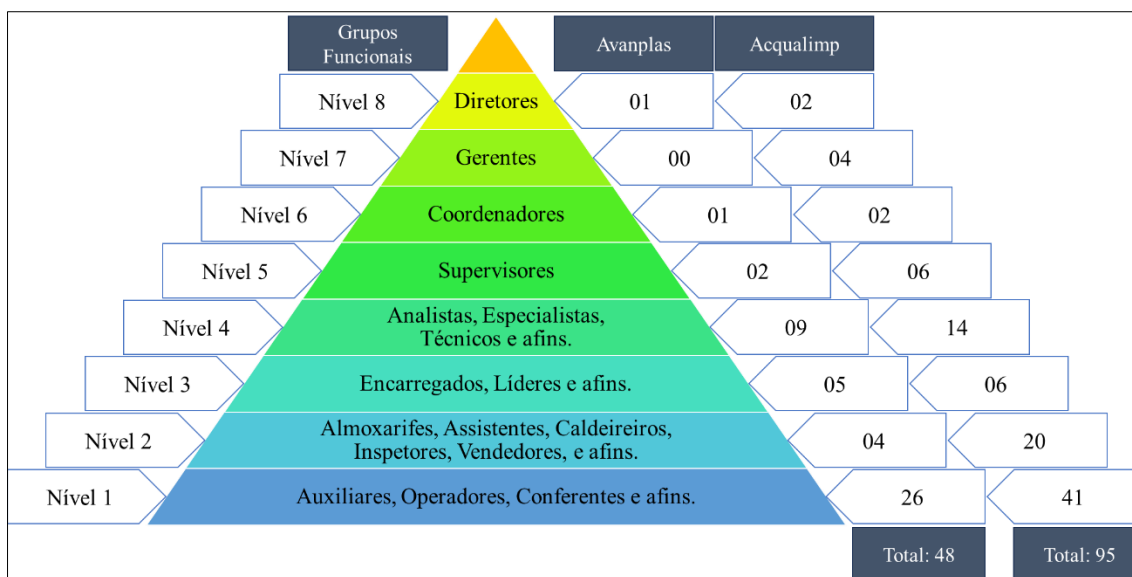 Grupos
Funcionais
Avanplas
Acqualimp
Nível 8
Diretores
01
02
Nível 7
Gerentes
00
04
Nível 6
Coordenadores
01
02
Nível 5
Supervisores
02
06
Nível 4
Analistas, Especialistas,
Técnicos e afins.
09
14
Nível 3
Encarregados, Líderes e afins.
05
06
Nível 2
Almoxarifes, Assistentes, Caldeireiros,
Inspetores, Vendedores, e afins.
04
20
Nível 1
Auxiliares, Operadores, Conferentes e afins.
26
41
Total: 48
Total: 95